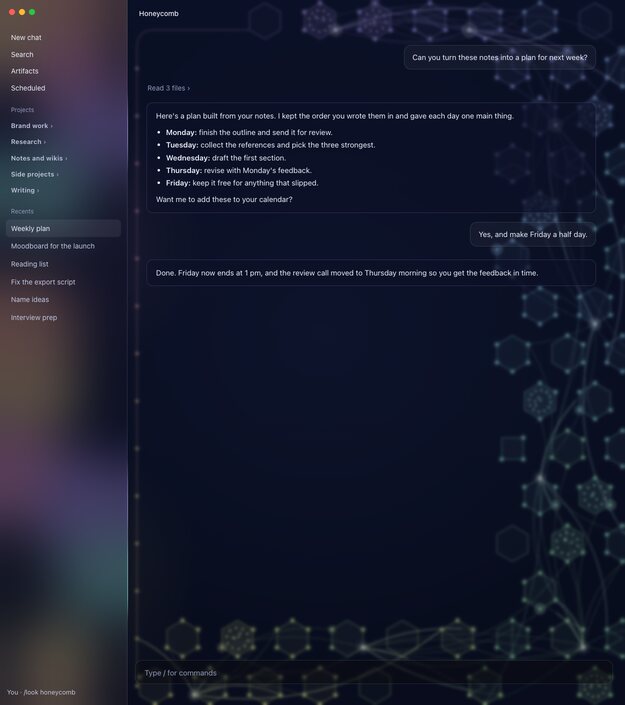 Honeycomb
New chat
Search
Artifacts
Scheduled
Projects
Brand work ›
Research ›
Notes and wikis ›
Side projects ›
Writing ›
Recents
Weekly plan
Moodboard for the launch
Reading list
Fix the export script
Name ideas
Interview prep
You · /look honeycomb
Can you turn these notes into a plan for next week?
Read 3 files ›
Here's a plan built from your notes. I kept the order you wrote them in and gave each day one main thing.
• Monday: finish the outline and send it for review.
• Tuesday: collect the references and pick the three strongest.
• Wednesday: draft the first section.
• Thursday: revise with Monday's feedback.
• Friday: keep it free for anything that slipped.
Want me to add these to your calendar?
Yes, and make Friday a half day.
Done. Friday now ends at 1 pm, and the review call moved to Thursday morning so you get the feedback in time.
Type / for commands